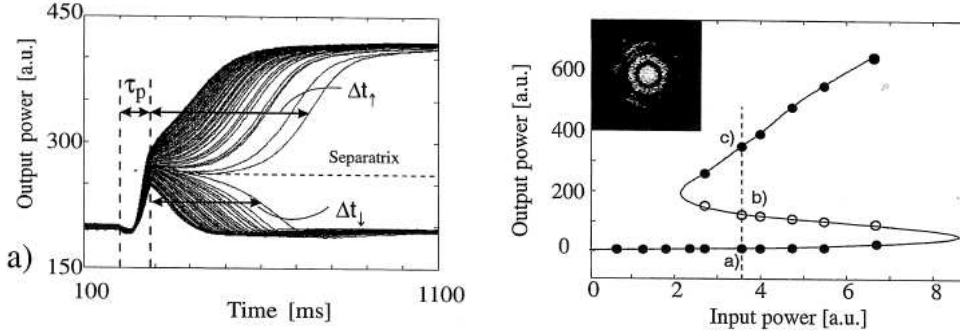 450
300
150
Output power [a.u.]
τp
Δt↑
Separatrix
Δt↓
a)
100
1100
Time [ms]
600
400
200
0
Output power [a.u.]
c)
b)
a)
0
2
4
6
8
Input power [a.u.]